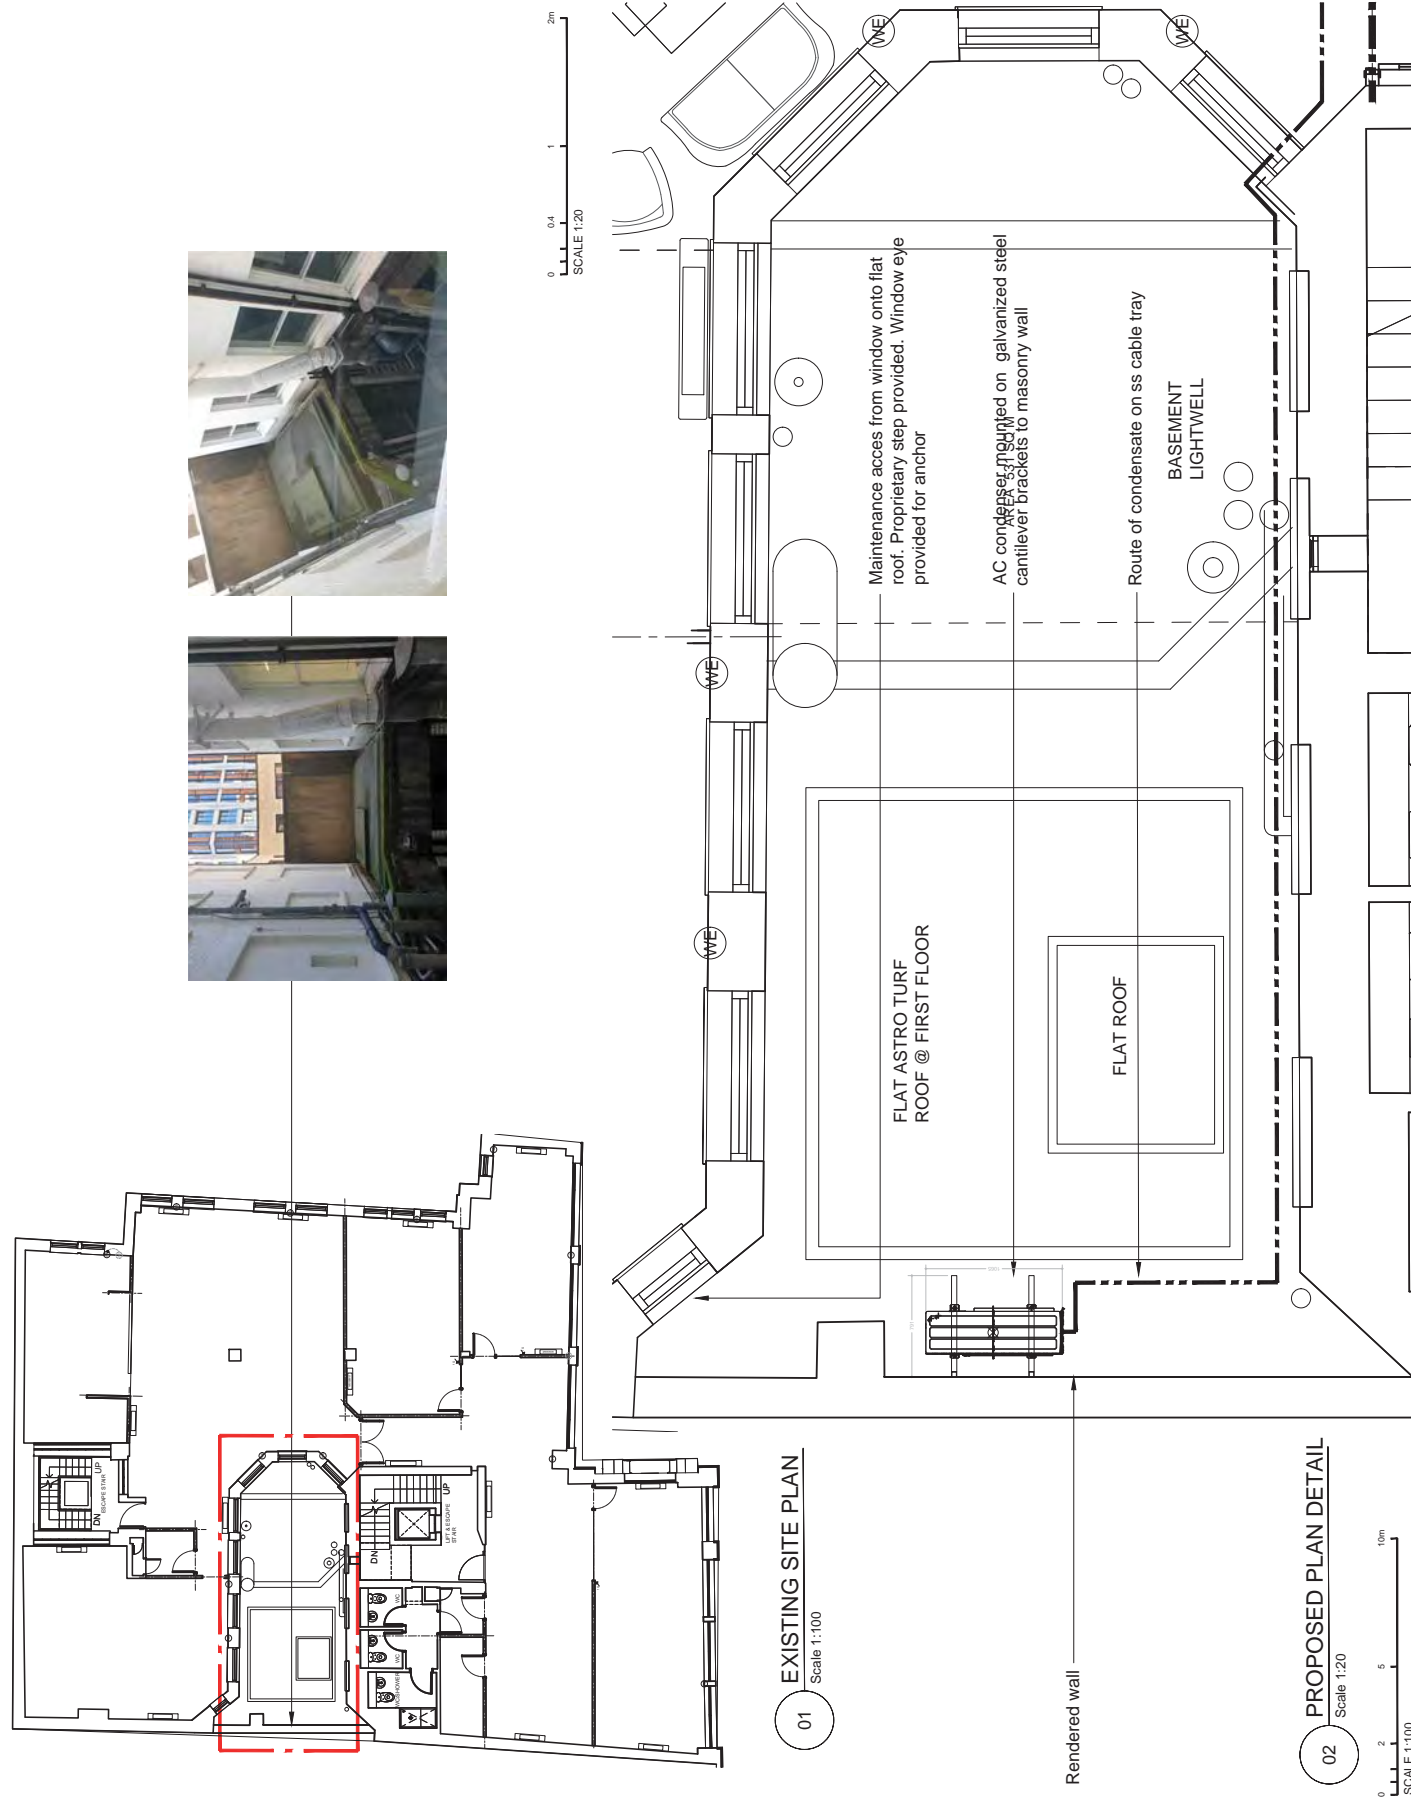 2m
1
0.4
0
SCALE 1:20
WE
WE
WE
WE
Maintenance acces from window onto flat
roof. Proprietary step provided. Window eye
provided for anchor
AC condenser mounted on galvanized steel
cantilever brackets to masonry wall
AREA 531 SQ M
Route of condensate on ss cable tray
BASEMENT
LIGHTWELL
FLAT ASTRO TURF
ROOF @ FIRST FLOOR
FLAT ROOF
Rendered wall
UP
DN
ESCAPE STAIR
UP
DN
LIFT & ESCAPE
STAIR
WC
WC
WC/SHOWER
01
EXISTING SITE PLAN
Scale 1:100
02
PROPOSED PLAN DETAIL
Scale 1:20
10m
5
2
0
SCALE 1:100